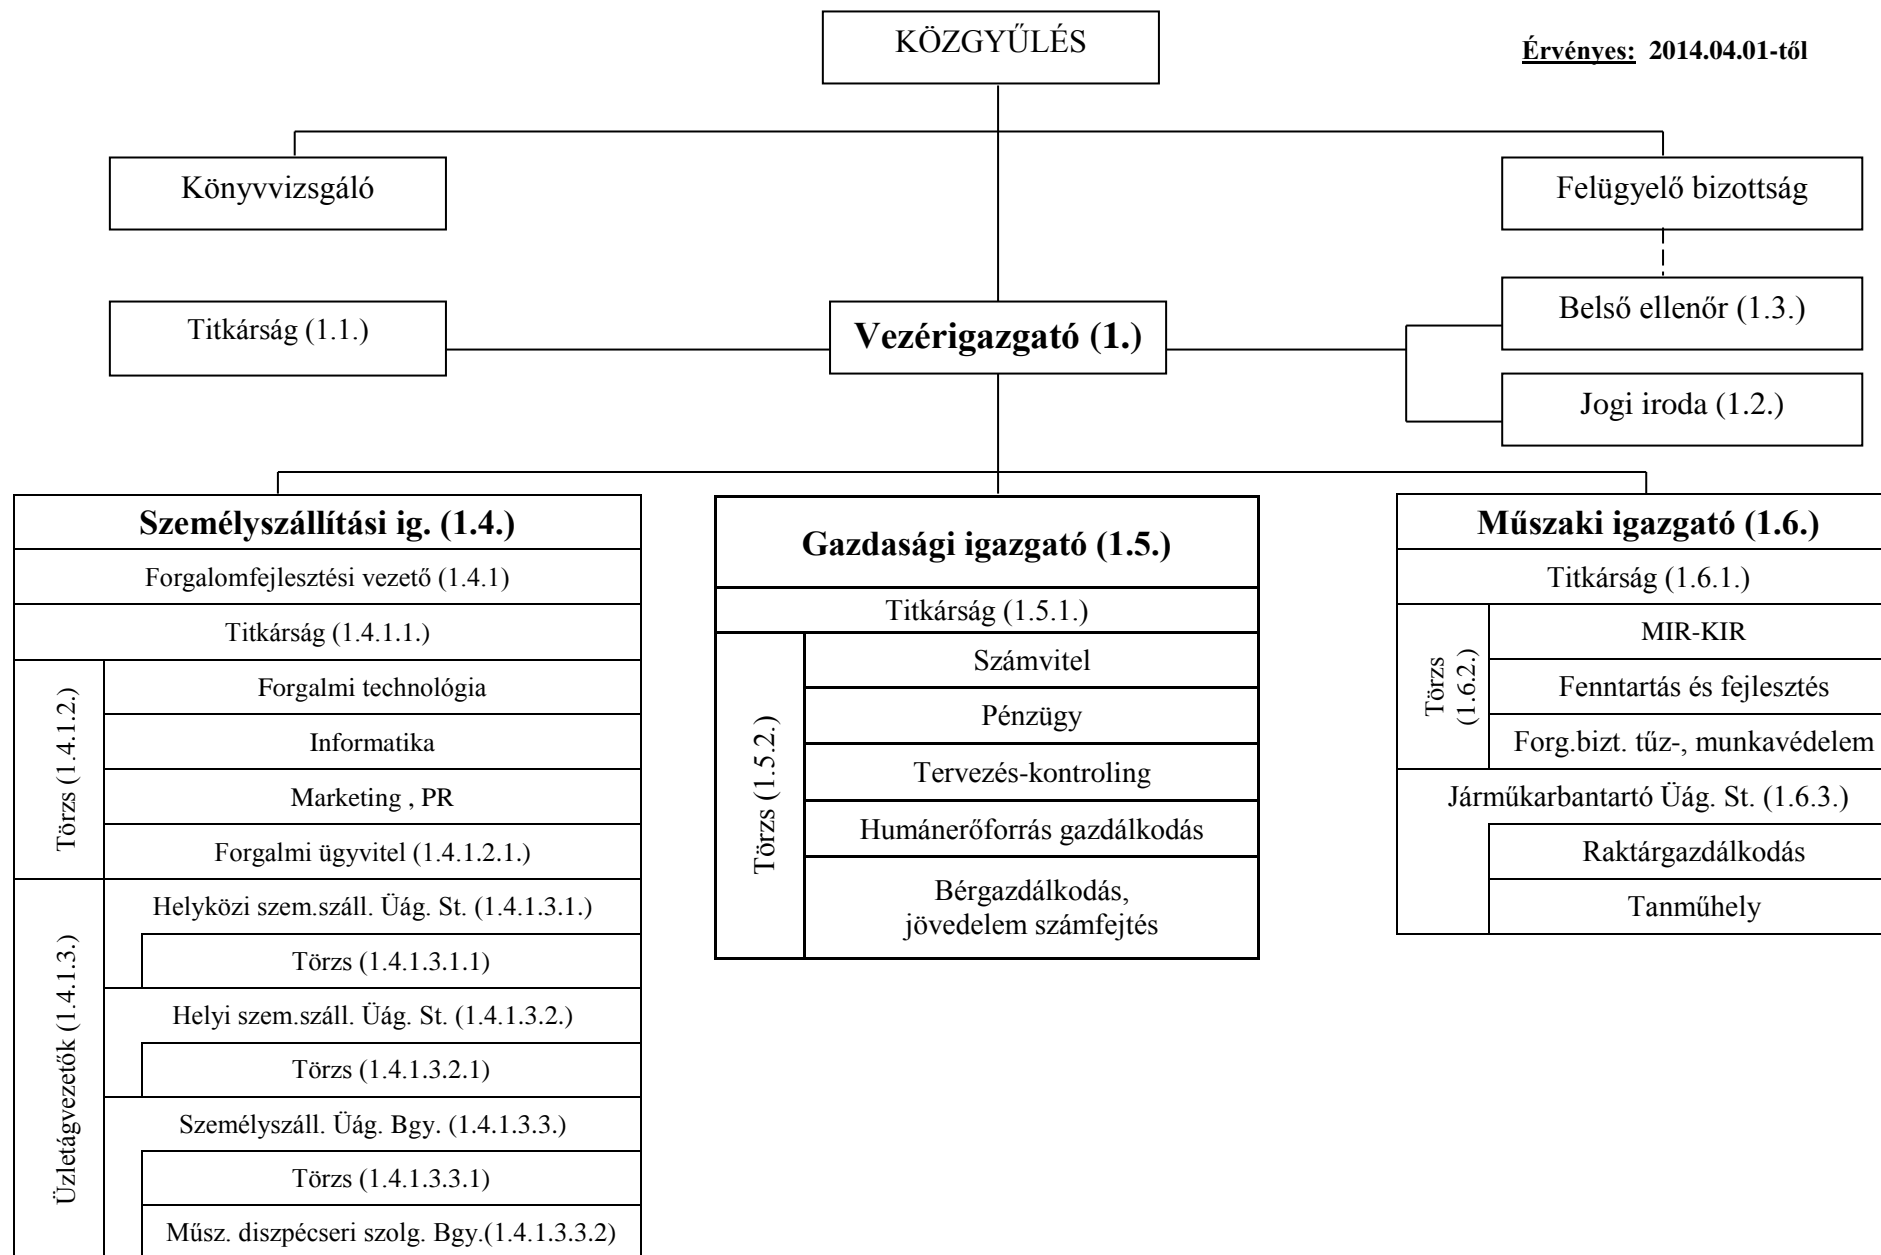 KÖZGYŰLÉS
Érvényes: 2014.04.01-től
Könyvvizsgáló
Felügyelő bizottság
Titkárság (1.1.)
Vezérigazgató (1.)
Belső ellenőr (1.3.)
Jogi iroda (1.2.)
Személyszállítási ig. (1.4.)
Forgalomfejlesztési vezető (1.4.1)
Titkárság (1.4.1.1.)
Törzs (1.4.1.2.)
Forgalmi technológia
Informatika
Marketing , PR
Forgalmi ügyvitel (1.4.1.2.1.)
Üzletágvezetők (1.4.1.3.)
Helyközi szem.száll. Üág. St. (1.4.1.3.1.)
Törzs (1.4.1.3.1.1)
Helyi szem.száll. Üág. St. (1.4.1.3.2.)
Törzs (1.4.1.3.2.1)
Személyszáll. Üág. Bgy. (1.4.1.3.3.)
Törzs (1.4.1.3.3.1)
Műsz. diszpécseri szolg. Bgy.(1.4.1.3.3.2)
Gazdasági igazgató (1.5.)
Titkárság (1.5.1.)
Törzs (1.5.2.)
Számvitel
Pénzügy
Tervezés-kontroling
Humánerőforrás gazdálkodás
Bérgazdálkodás,
jövedelem számfejtés
Műszaki igazgató (1.6.)
Titkárság (1.6.1.)
Törzs
(1.6.2.)
MIR-KIR
Fenntartás és fejlesztés
Forg.bizt. tűz-, munkavédelem
Járműkarbantartó Üág. St. (1.6.3.)
Raktárgazdálkodás
Tanműhely